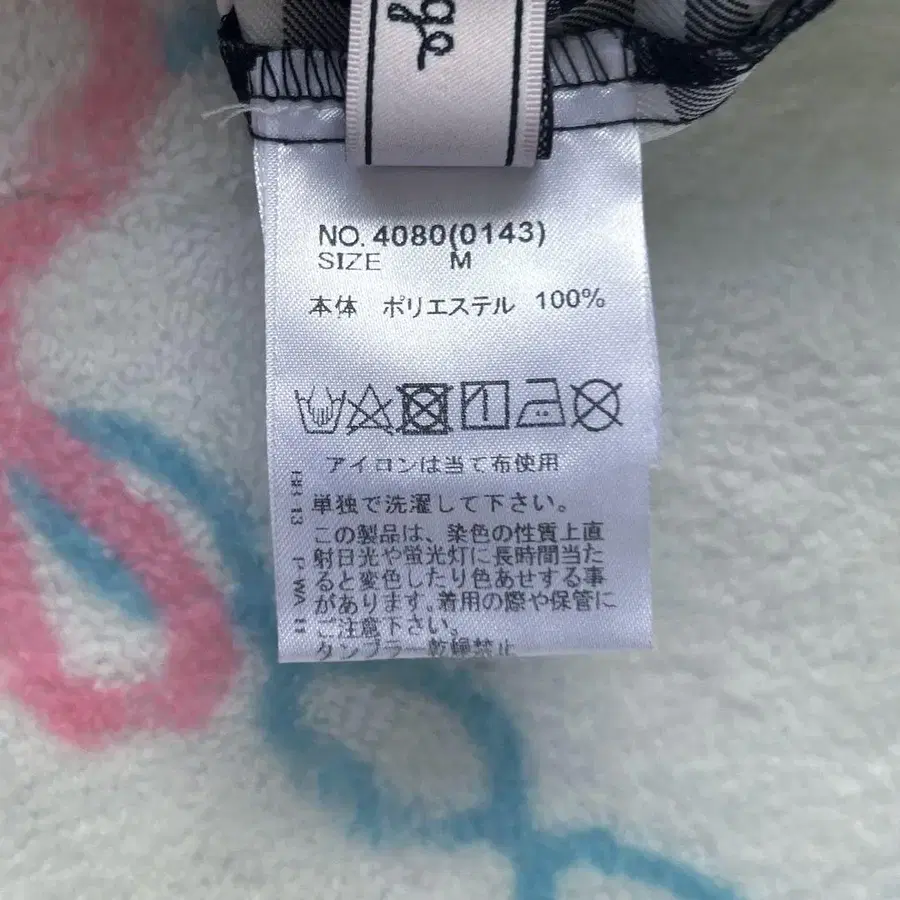 ge
NO. 4080(0143)
SIZE M
本体 ポリエステル 100%
アイロンは当て布使用
単独で洗濯して下さい。
この製品は、染色の性質上直
射日光や蛍光灯に長時間当た
ると変色したり色あせする事
があります。着用の際や保管に
ご注意下さい。
タンブラー乾燥禁止